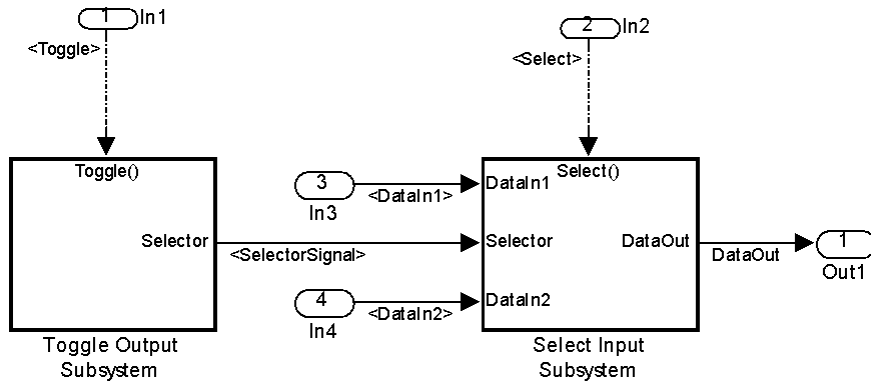 1
In1
<Toggle>
2
In2
<Select>
Toggle()
Selector
<SelectorSignal>
Toggle Output
Subsystem
3
In3
<DataIn1>
4
In4
<DataIn2>
Select()
DataIn1
Selector
DataIn2
DataOut
Select Input
Subsystem
DataOut
1
Out1